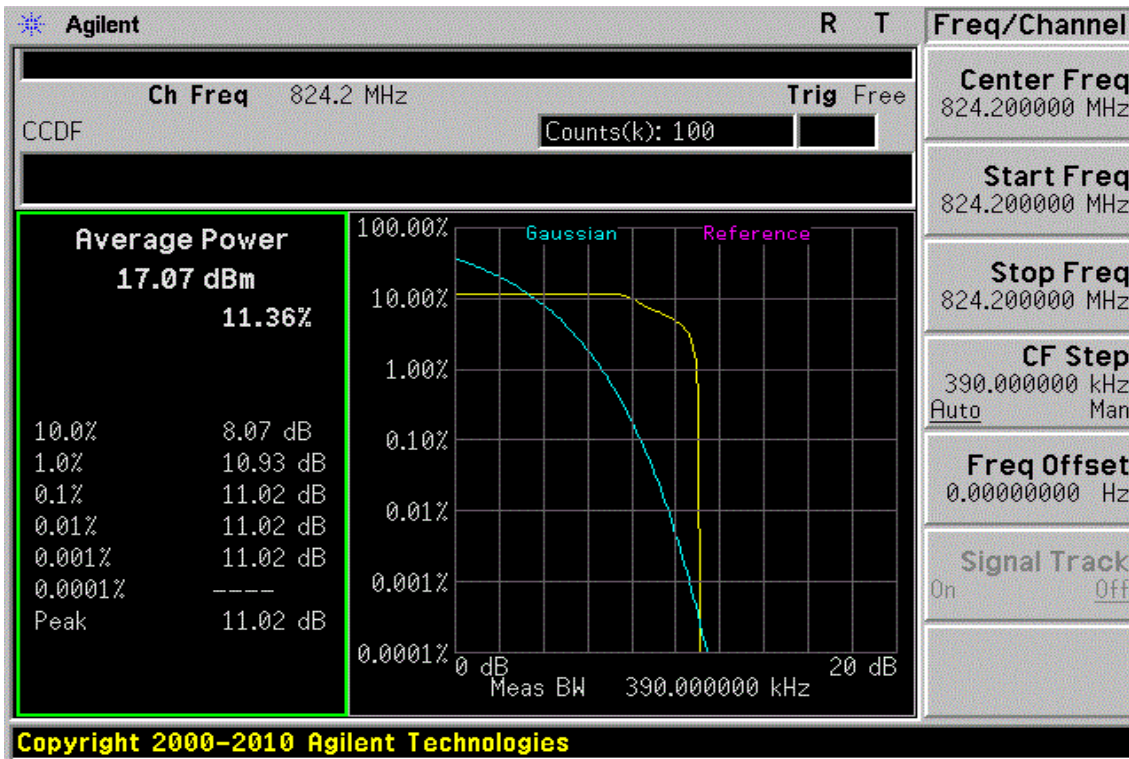 Agilent R T Freq/Channel
Ch Freq 824.2 MHz Trig Free
CCDF Counts(k): 100
Center Freq
824.200000 MHz
Start Freq
824.200000 MHz
Stop Freq
824.200000 MHz
CF Step
390.000000 kHz
Auto Man
Freq Offset
0.00000000 Hz
Signal Track
On Off
Average Power
17.07 dBm
11.36%
10.0% 8.07 dB
1.0% 10.93 dB
0.1% 11.02 dB
0.01% 11.02 dB
0.001% 11.02 dB
0.0001% ----
Peak 11.02 dB
Gaussian Reference
100.00%
10.00%
1.00%
0.10%
0.01%
0.001%
0.0001%
0 dB 20 dB
Meas BW 390.000000 kHz
Copyright 2000-2010 Agilent Technologies